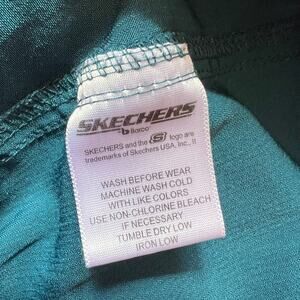 SKECHERS
by Barco
SKECHERS and the S logo are
trademarks of Skechers USA, Inc., II
WASH BEFORE WEAR
MACHINE WASH COLD
WITH LIKE COLORS
USE NON-CHLORINE BLEACH
IF NECESSARY
TUMBLE DRY LOW
IRON LOW